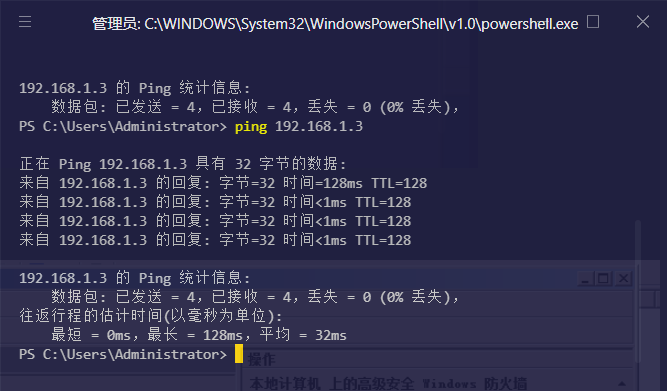 管理员: C:\WINDOWS\System32\WindowsPowerShell\v1.0\powershell.exe
192.168.1.3 的 Ping 统计信息:
数据包: 已发送 = 4，已接收 = 4，丢失 = 0 (0% 丢失)，
PS C:\Users\Administrator> ping 192.168.1.3
正在 Ping 192.168.1.3 具有 32 字节的数据:
来自 192.168.1.3 的回复: 字节=32 时间=128ms TTL=128
来自 192.168.1.3 的回复: 字节=32 时间<1ms TTL=128
来自 192.168.1.3 的回复: 字节=32 时间<1ms TTL=128
来自 192.168.1.3 的回复: 字节=32 时间<1ms TTL=128
192.168.1.3 的 Ping 统计信息:
数据包: 已发送 = 4，已接收 = 4，丢失 = 0 (0% 丢失)，
往返行程的估计时间(以毫秒为单位):
最短 = 0ms，最长 = 128ms，平均 = 32ms
PS C:\Users\Administrator>
操作
本地计算机 上的高级安全 Windows 防火墙